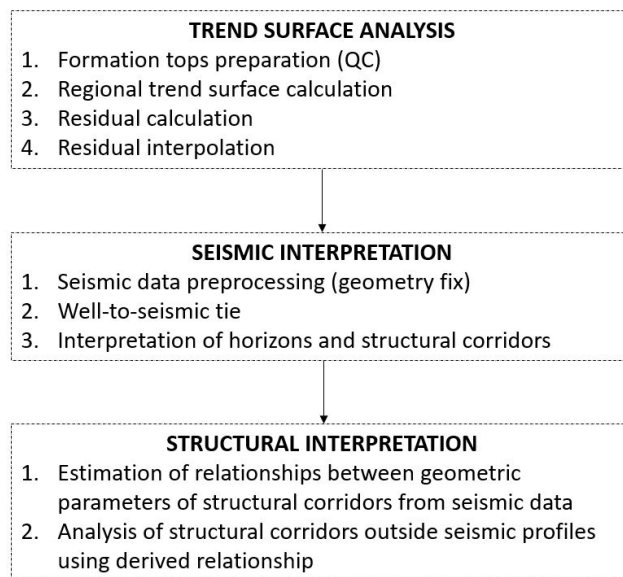 TREND SURFACE ANALYSIS
1. Formation tops preparation (QC)
2. Regional trend surface calculation
3. Residual calculation
4. Residual interpolation
SEISMIC INTERPRETATION
1. Seismic data preprocessing (geometry fix)
2. Well-to-seismic tie
3. Interpretation of horizons and structural corridors
STRUCTURAL INTERPRETATION
1. Estimation of relationships between geometric
parameters of structural corridors from seismic data
2. Analysis of structural corridors outside seismic profiles
using derived relationship